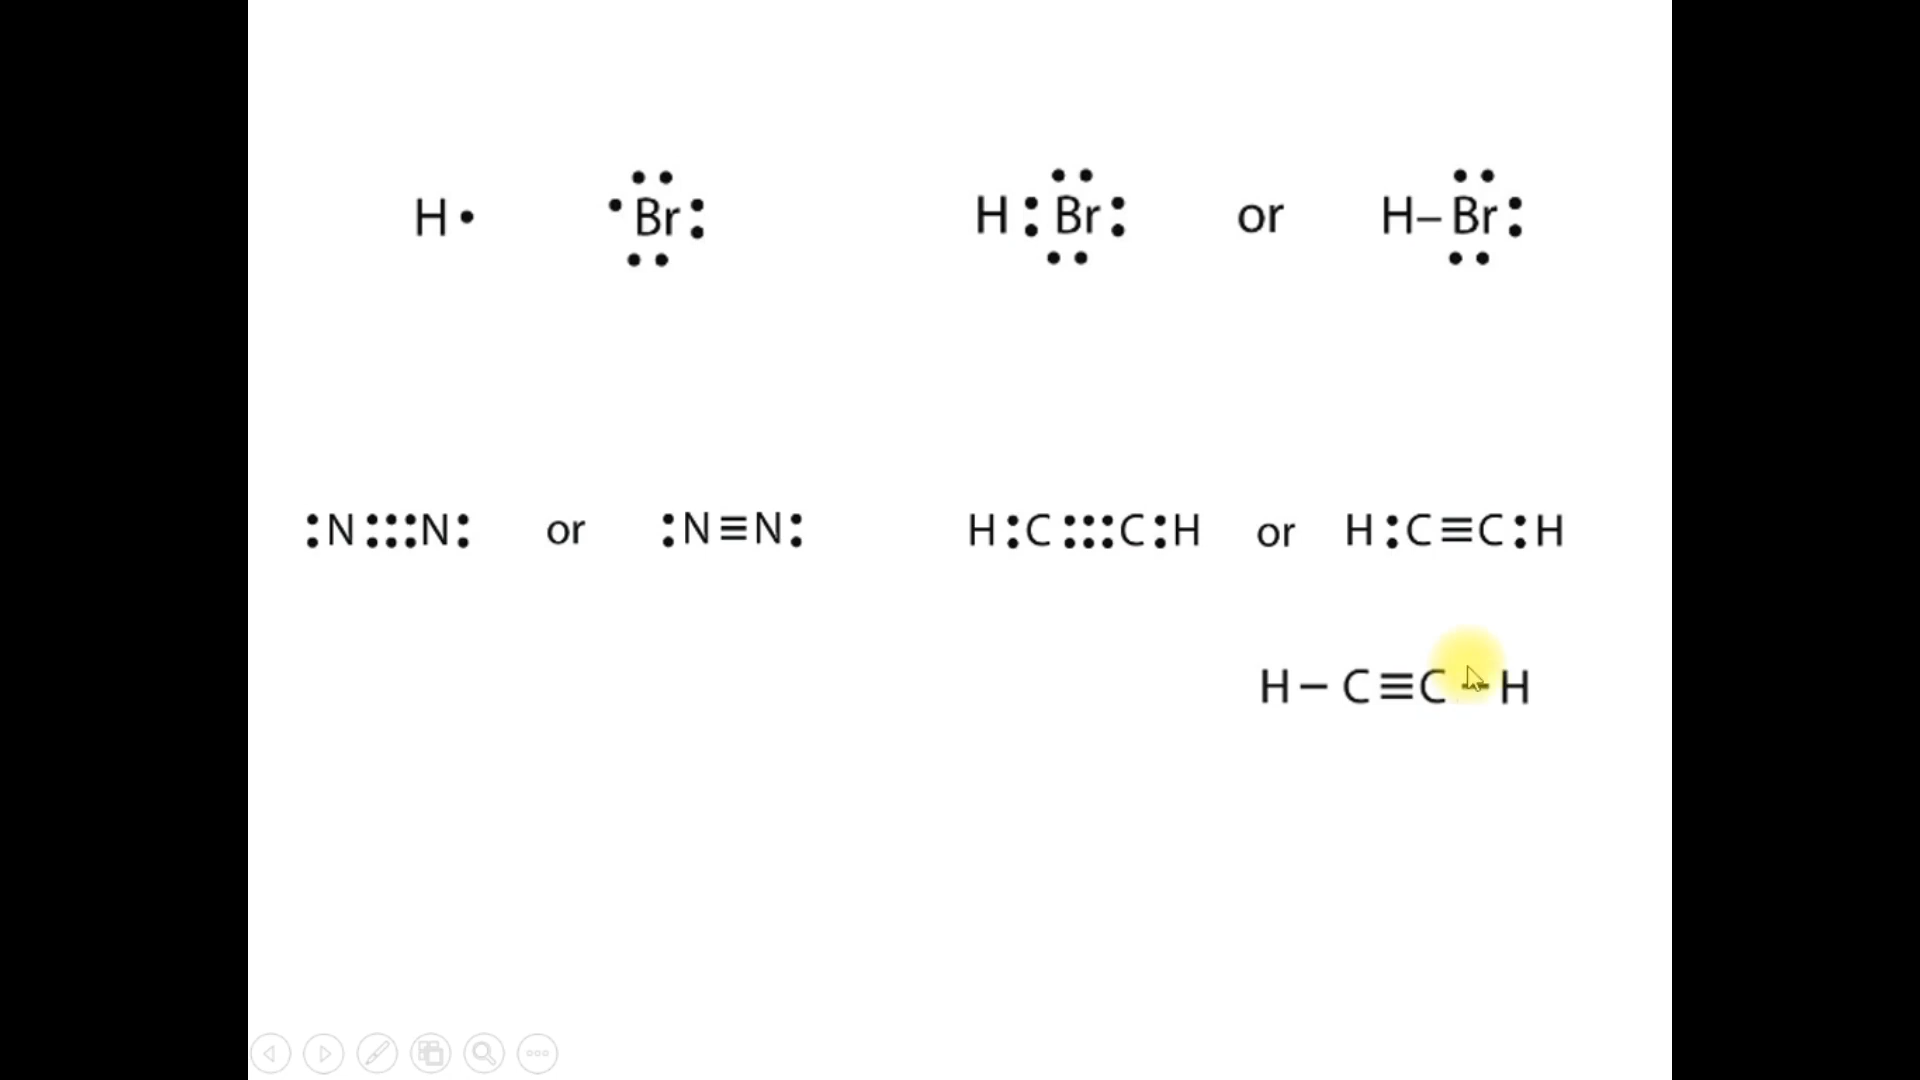 H• •Br: H:Br: or H–Br:
:N:::N: or :N≡N: H:C:::C:H or H:C≡C:H
H–C≡C–H